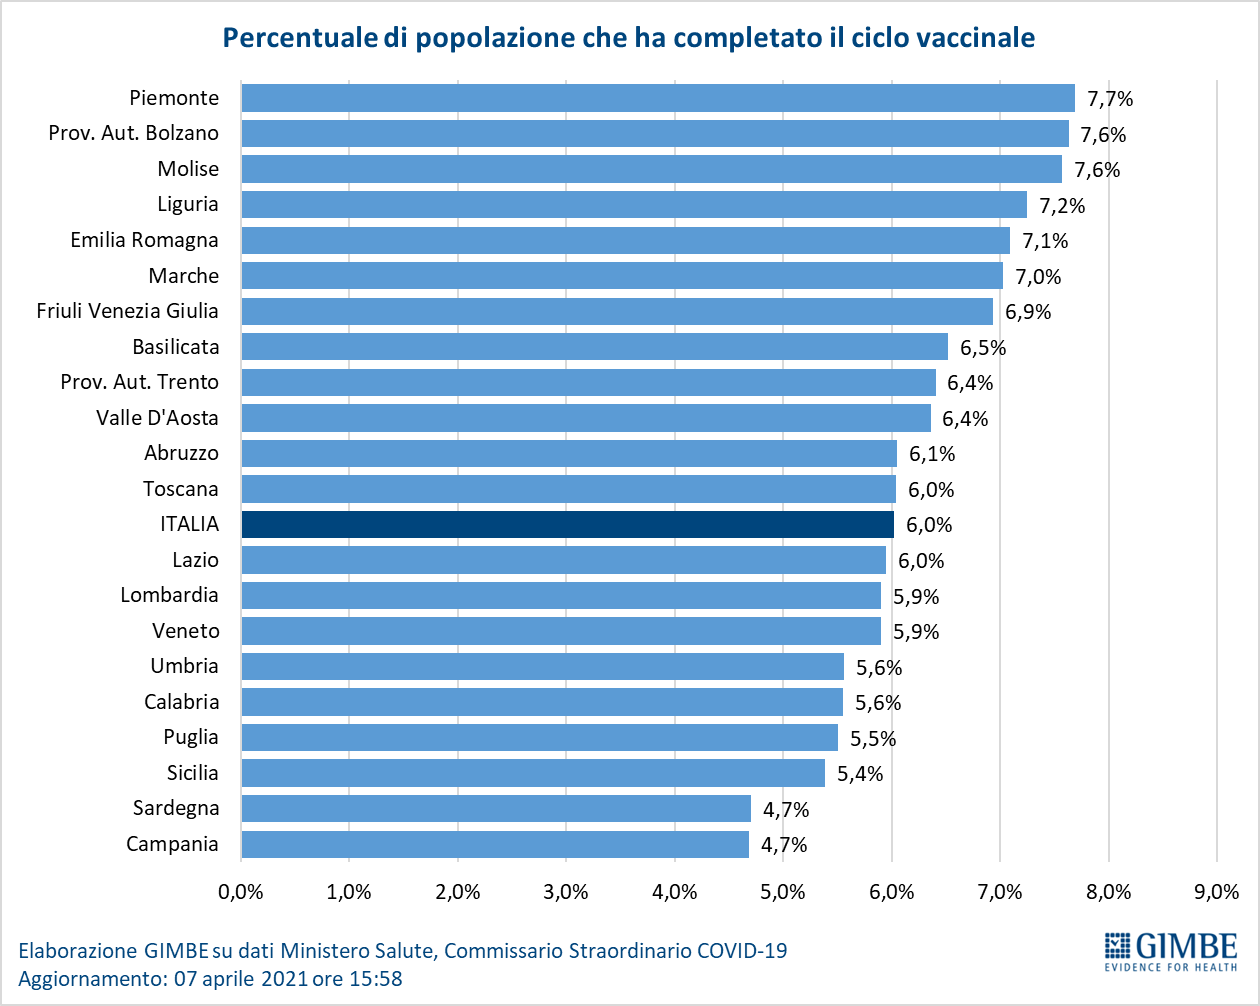 Percentuale di popolazione che ha completato il ciclo vaccinale
Piemonte 7,7%
Prov. Aut. Bolzano 7,6%
Molise 7,6%
Liguria 7,2%
Emilia Romagna 7,1%
Marche 7,0%
Friuli Venezia Giulia 6,9%
Basilicata 6,5%
Prov. Aut. Trento 6,4%
Valle D'Aosta 6,4%
Abruzzo 6,1%
Toscana 6,0%
ITALIA 6,0%
Lazio 6,0%
Lombardia 5,9%
Veneto 5,9%
Umbria 5,6%
Calabria 5,6%
Puglia 5,5%
Sicilia 5,4%
Sardegna 4,7%
Campania 4,7%
0,0% 1,0% 2,0% 3,0% 4,0% 5,0% 6,0% 7,0% 8,0% 9,0%
Elaborazione GIMBE su dati Ministero Salute, Commissario Straordinario COVID-19
Aggiornamento: 07 aprile 2021 ore 15:58
GIMBE
EVIDENCE FOR HEALTH